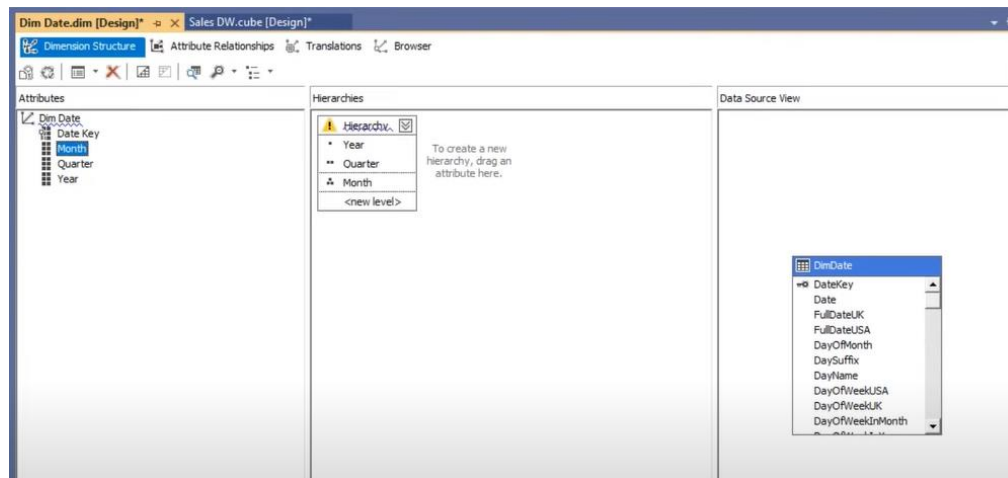 Dim Date.dim [Design]* Sales DW.cube [Design]*
Dimension Structure Attribute Relationships Translations Browser
Attributes
Dim Date
Date Key
Month
Quarter
Year
Hierarchies
Hierarchy
Year
Quarter
Month
<new level>
To create a new
hierarchy, drag an
attribute here.
Data Source View
DimDate
DateKey
Date
FullDateUK
FullDateUSA
DayOfMonth
DaySuffix
DayName
DayOfWeekUSA
DayOfWeekUK
DayOfWeekInMonth